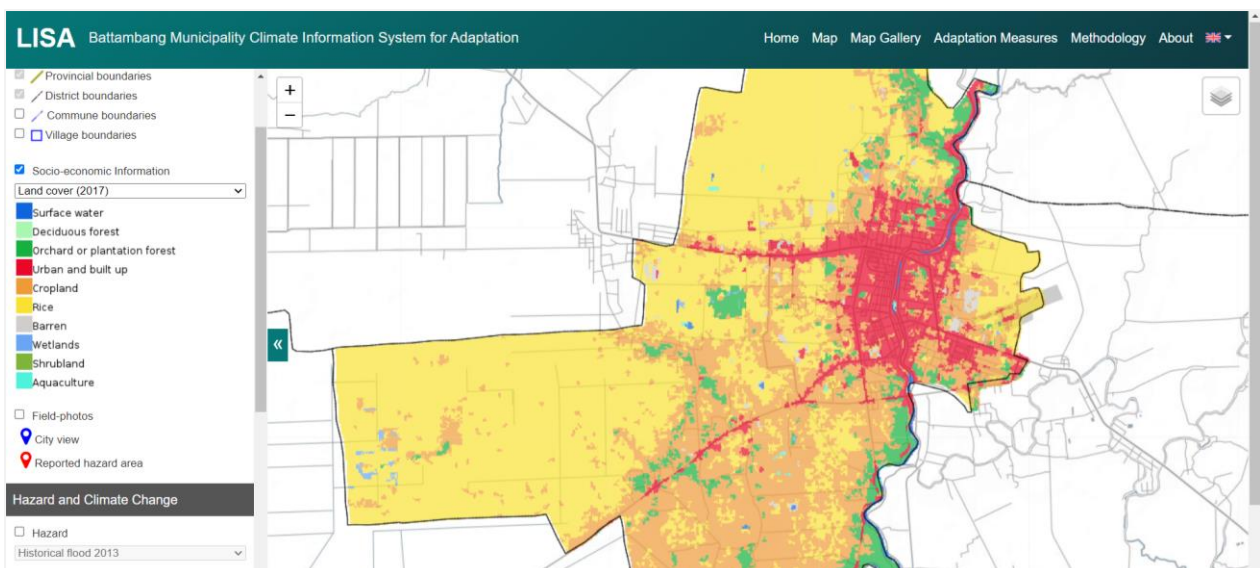 LISA Battambang Municipality Climate Information System for Adaptation
Home Map Map Gallery Adaptation Measures Methodology About
Provincial boundaries
District boundaries
Commune boundaries
Village boundaries
Socio-economic Information
Land cover (2017)
Surface water
Deciduous forest
Orchard or plantation forest
Urban and built up
Cropland
Rice
Barren
Wetlands
Shrubland
Aquaculture
Field-photos
City view
Reported hazard area
Hazard and Climate Change
Hazard
Historical flood 2013
+
−
«